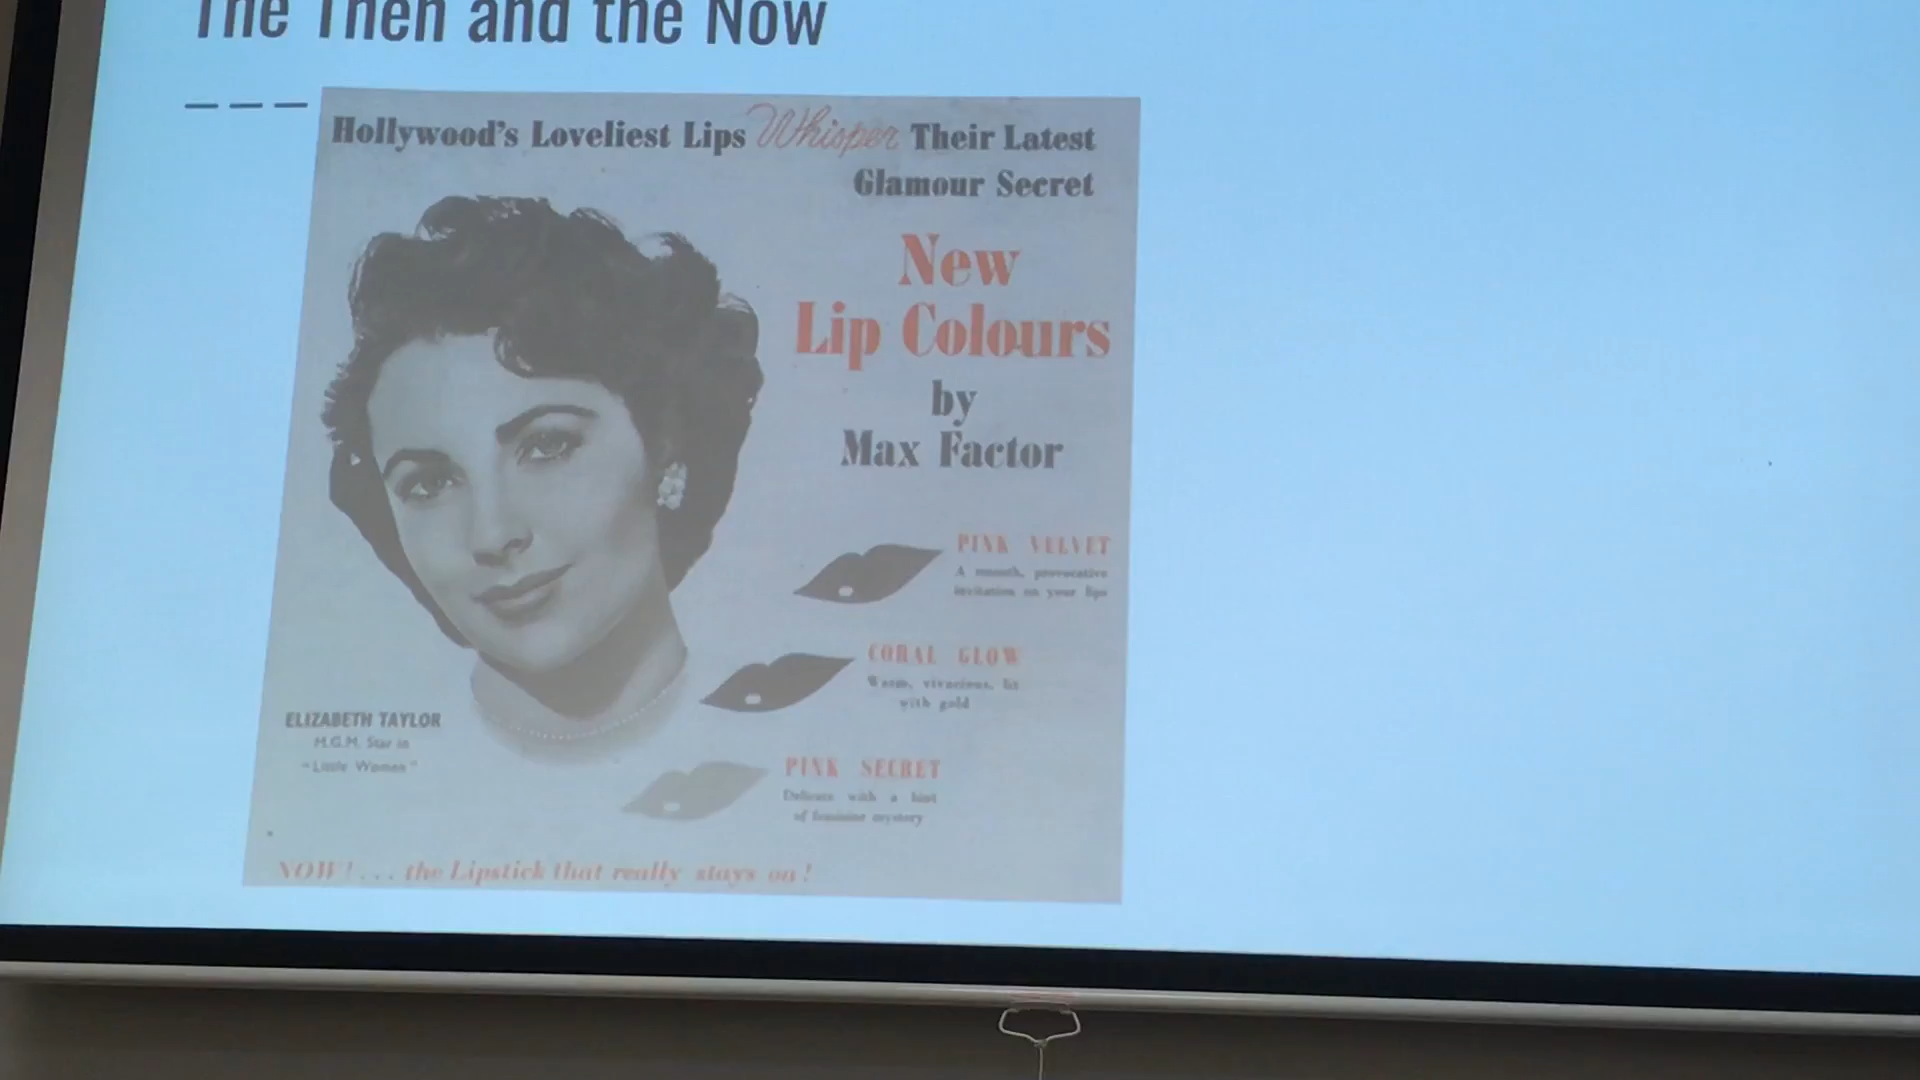 The Then and the Now
Hollywood's Loveliest Lips Whisper Their Latest
Glamour Secret
New
Lip Colours
by
Max Factor
PINK VELVET
A smooth, provocative
invitation on your lips
CORAL GLOW
Warm, vivacious, lit
with gold
ELIZABETH TAYLOR
M.G.M. Star in
"Little Women"
PINK SECRET
Delicate with a hint
of feminine mystery
NOW!... the Lipstick that really stays on!